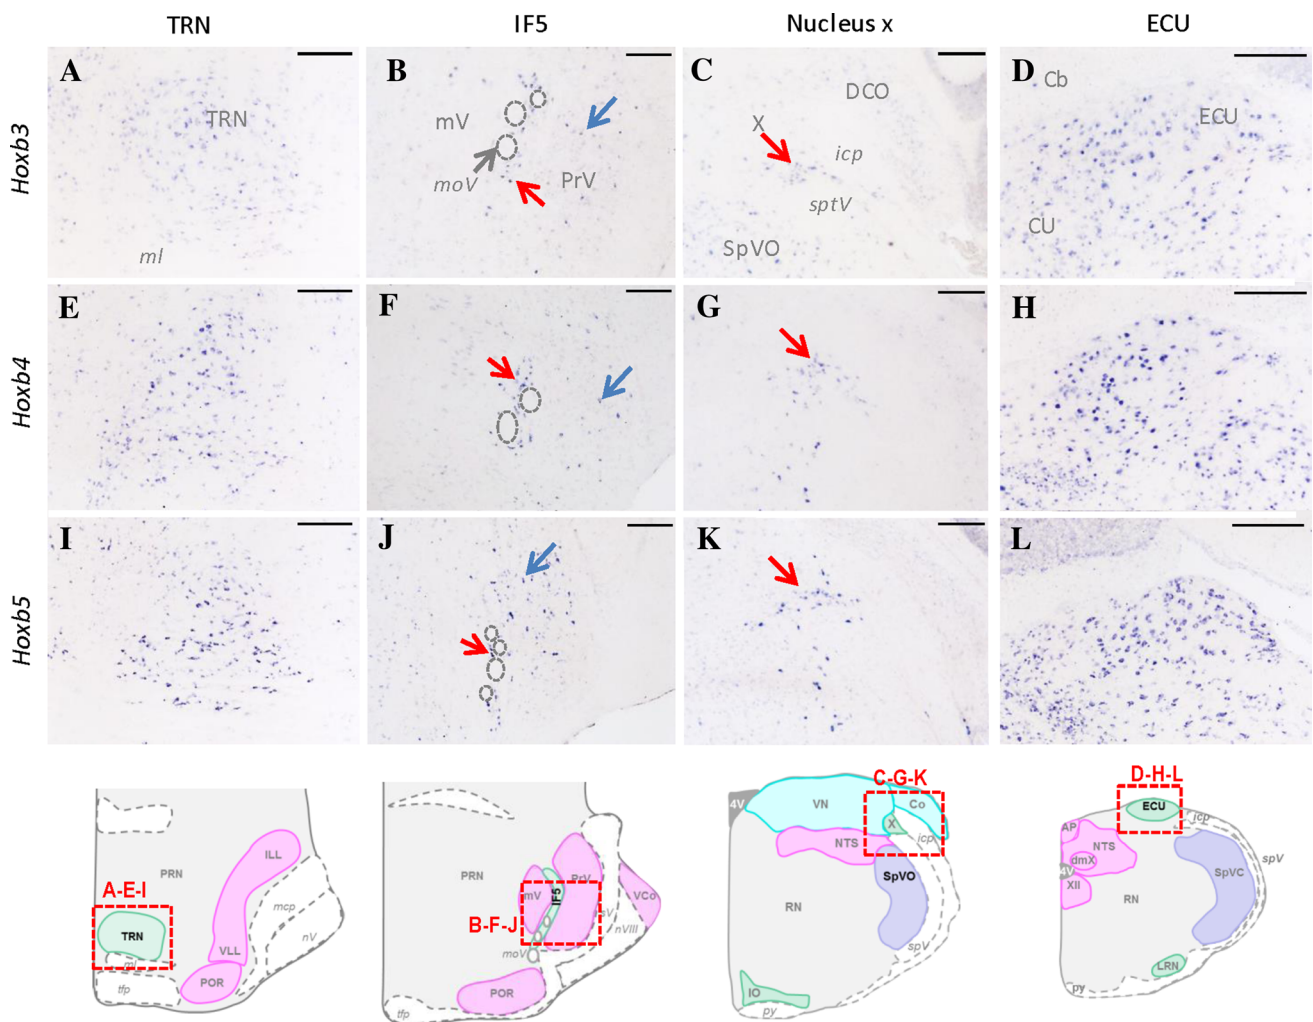 TRN IF5 Nucleus x ECU
Hoxb3
A TRN ml
B mV moV PrV
C DCO X icp sptV SpVO
D Cb ECU CU
Hoxb4
E F G H
Hoxb5
I J K L
PRN ILL A-E-I TRN mcp nV VLL ml POR tfp
PRN PrV mV IF5 VCo B-F-J nVIII moV POR tfp
C-G-K 4V VN Co X icp NTS SpVO RN spV IO py
D-H-L ECU icp AP NTS dmX 4V XII SpVC spV RN LRN py